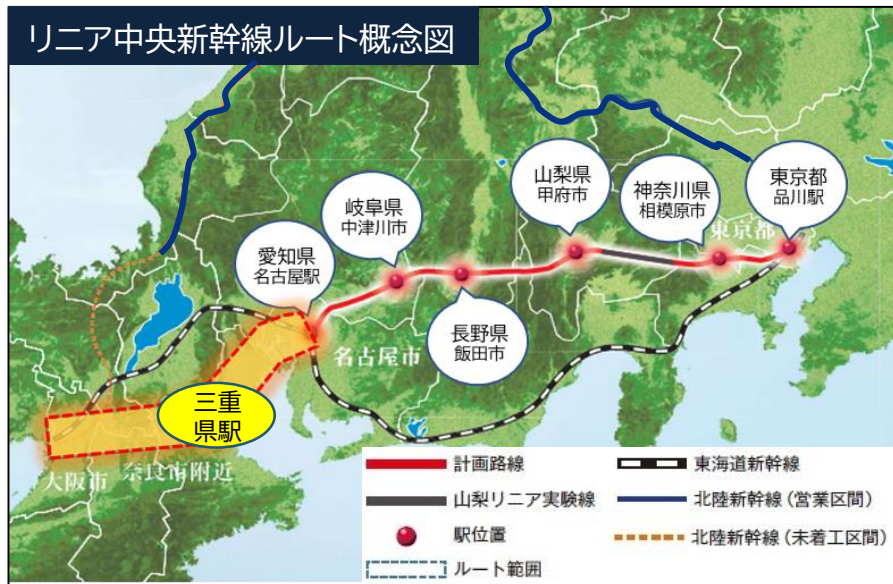 リニア中央新幹線ルート概念図
東京都
品川駅
神奈川県
相模原市
山梨県
甲府市
岐阜県
中津川市
愛知県
名古屋駅
東京都
長野県
飯田市
名古屋市
三重
県駅
大阪市
奈良市附近
計画路線
山梨リニア実験線
駅位置
ルート範囲
東海道新幹線
北陸新幹線(営業区間)
北陸新幹線(未着工区間)